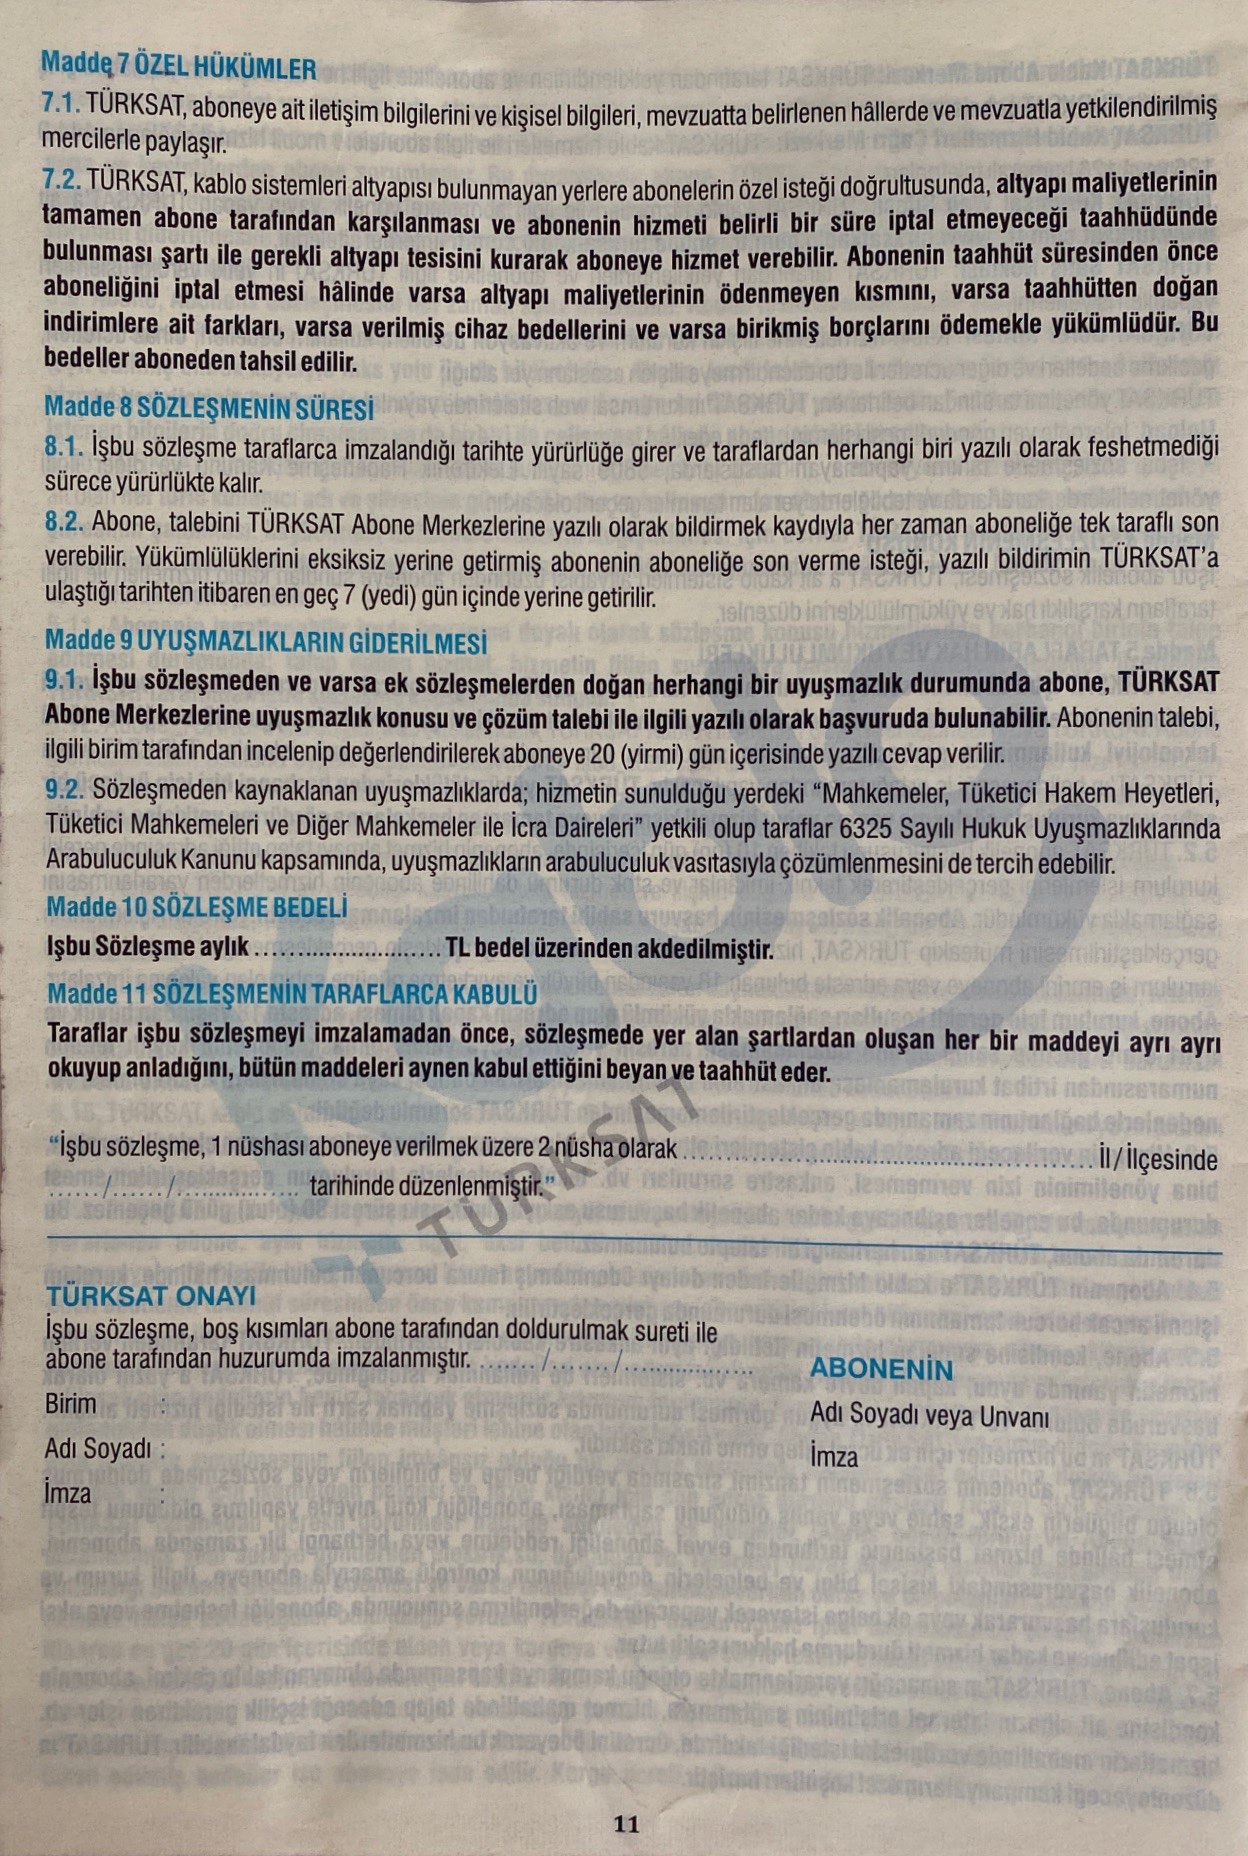 Madde 7 ÖZEL HÜKÜMLER
7.1. TÜRKSAT, aboneye ait iletişim bilgilerini ve kişisel bilgileri, mevzuatta belirlenen hâllerde ve mevzuatla yetkilendirilmiş
mercilerle paylaşır.
7.2. TÜRKSAT, kablo sistemleri altyapısı bulunmayan yerlere abonelerin özel isteği doğrultusunda, altyapı maliyetlerinin
tamamen abone tarafından karşılanması ve abonenin hizmeti belirli bir süre iptal etmeyeceği taahhüdünde
bulunması şartı ile gerekli altyapı tesisini kurarak aboneye hizmet verebilir. Abonenin taahhüt süresinden önce
aboneliğini iptal etmesi hâlinde varsa altyapı maliyetlerinin ödenmeyen kısmını, varsa taahhütten doğan
indirimlere ait farkları, varsa verilmiş cihaz bedellerini ve varsa birikmiş borçlarını ödemekle yükümlüdür. Bu
bedeller aboneden tahsil edilir.
Madde 8 SÖZLEŞMENİN SÜRESİ
8.1. İşbu sözleşme taraflarca imzalandığı tarihte yürürlüğe girer ve taraflardan herhangi biri yazılı olarak feshetmediği
sürece yürürlükte kalır.
8.2. Abone, talebini TÜRKSAT Abone Merkezlerine yazılı olarak bildirmek kaydıyla her zaman aboneliğe tek taraflı son
verebilir. Yükümlülüklerini eksiksiz yerine getirmiş abonenin aboneliğe son verme isteği, yazılı bildirimin TÜRKSAT’a
ulaştığı tarihten itibaren en geç 7 (yedi) gün içinde yerine getirilir.
Madde 9 UYUŞMAZLIKLARIN GİDERİLMESİ
9.1. İşbu sözleşmeden ve varsa ek sözleşmelerden doğan herhangi bir uyuşmazlık durumunda abone, TÜRKSAT
Abone Merkezlerine uyuşmazlık konusu ve çözüm talebi ile ilgili yazılı olarak başvuruda bulunabilir. Abonenin talebi,
ilgili birim tarafından incelenip değerlendirilerek aboneye 20 (yirmi) gün içerisinde yazılı cevap verilir.
9.2. Sözleşmeden kaynaklanan uyuşmazlıklarda; hizmetin sunulduğu yerdeki “Mahkemeler, Tüketici Hakem Heyetleri,
Tüketici Mahkemeleri ve Diğer Mahkemeler ile İcra Daireleri” yetkili olup taraflar 6325 Sayılı Hukuk Uyuşmazlıklarında
Arabuluculuk Kanunu kapsamında, uyuşmazlıkların arabuluculuk vasıtasıyla çözümlenmesini de tercih edebilir.
Madde 10 SÖZLEŞME BEDELİ
Işbu Sözleşme aylık ........................... TL bedel üzerinden akdedilmiştir.
Madde 11 SÖZLEŞMENİN TARAFLARCA KABULÜ
Taraflar işbu sözleşmeyi imzalamadan önce, sözleşmede yer alan şartlardan oluşan her bir maddeyi ayrı ayrı
okuyup anladığını, bütün maddeleri aynen kabul ettiğini beyan ve taahhüt eder.
“İşbu sözleşme, 1 nüshası aboneye verilmek üzere 2 nüsha olarak ............................................................ İl / İlçesinde
....../....../.................. tarihinde düzenlenmiştir.”
TÜRKSAT
TÜRKSAT ONAYI
İşbu sözleşme, boş kısımları abone tarafından doldurulmak sureti ile
abone tarafından huzurumda imzalanmıştır. ......./......./..................
Birim :
Adı Soyadı :
İmza :
ABONENİN
Adı Soyadı veya Unvanı
İmza
11